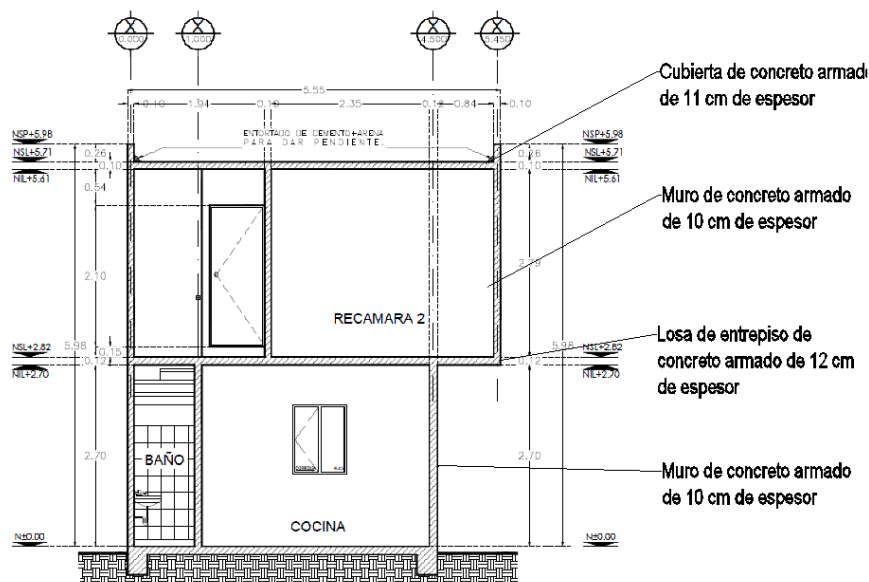 X X X X
0.000 1.000 4.500 5.450
5.55
0.10 1.94 0.10 2.35 0.12 0.84 0.10
Cubierta de concreto armad
de 11 cm de espesor
ENTORTADO DE CEMENTO-ARENA
PARA DAR PENDIENTE.
NSP+5.98 NSP+5.98
0.26 0.26
NSL+5.71 NSL+5.71
0.10 0.10
NIL+5.61 NIL+5.61
0.54
Muro de concreto armado
de 10 cm de espesor
2.10 2.79
RECAMARA 2
Losa de entrepiso de
concreto armado de 12 cm
de espesor
NSL+2.82 5.98 0.15 5.98 NSL+2.82
0.12 0.12
NIL+2.70 NIL+2.70
2.70 BAÑO 2.70
Muro de concreto armado
de 10 cm de espesor
COCINA
N±0.00 N±0.00